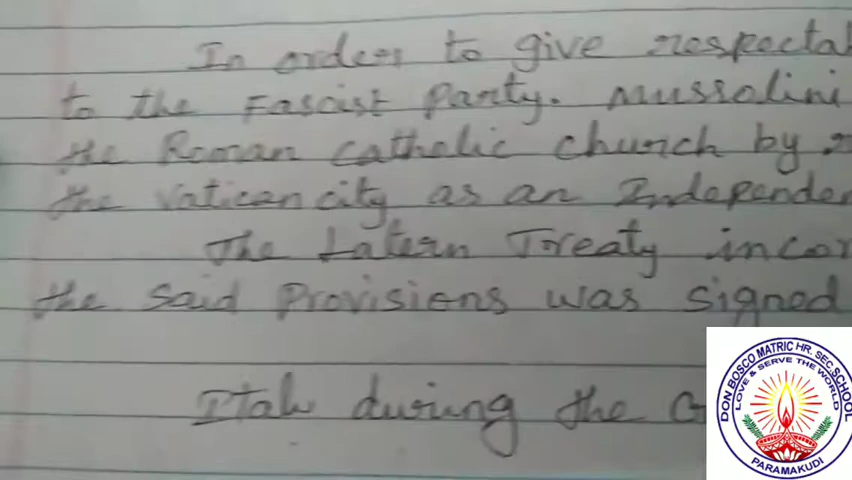 In order to give respectab
to the Fascist Party. Mussolini
the Roman Catholic church by
the Vatican city as an Independen
The Latern Treaty incor
the said Provisions was signed
Italy during the G
DON BOSCO MATRIC HR. SEC. SCHOOL
LOVE & SERVE THE WORLD
PARAMAKUDI